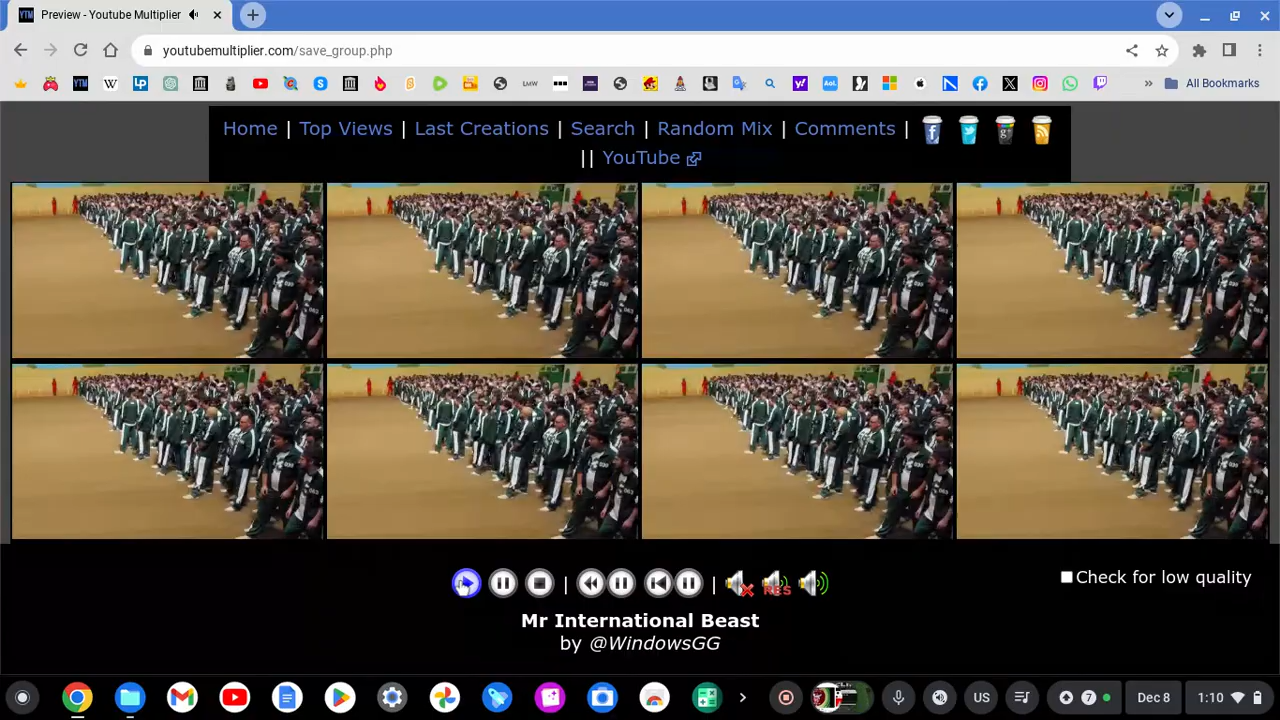 Preview - Youtube Multiplier
youtubemultiplier.com/save_group.php
All Bookmarks
Home | Top Views | Last Creations | Search | Random Mix | Comments |
|| YouTube
Check for low quality
Mr International Beast
by @WindowsGG
US
7
Dec 8
1:10